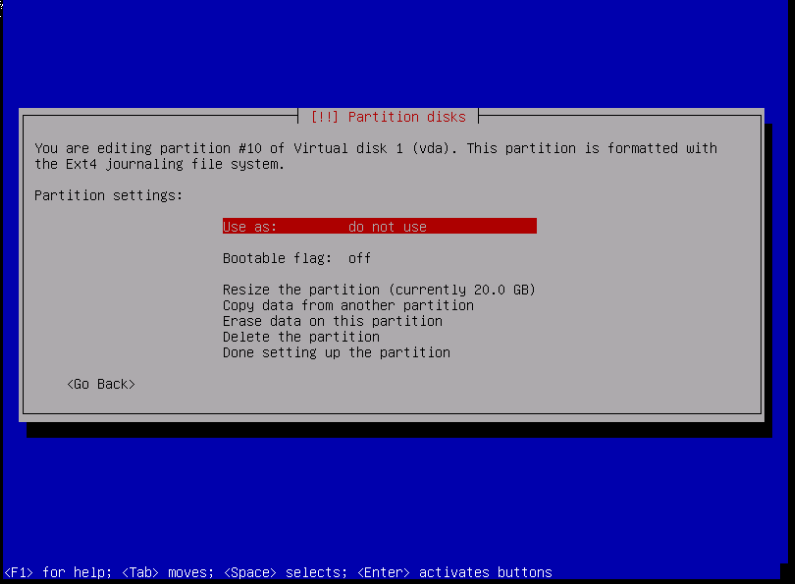 [!!] Partition disks
You are editing partition #10 of Virtual disk 1 (vda). This partition is formatted with
the Ext4 journaling file system.
Partition settings:
Use as: do not use
Bootable flag: off
Resize the partition (currently 20.0 GB)
Copy data from another partition
Erase data on this partition
Delete the partition
Done setting up the partition
<Go Back>
<F1> for help; <Tab> moves; <Space> selects; <Enter> activates buttons